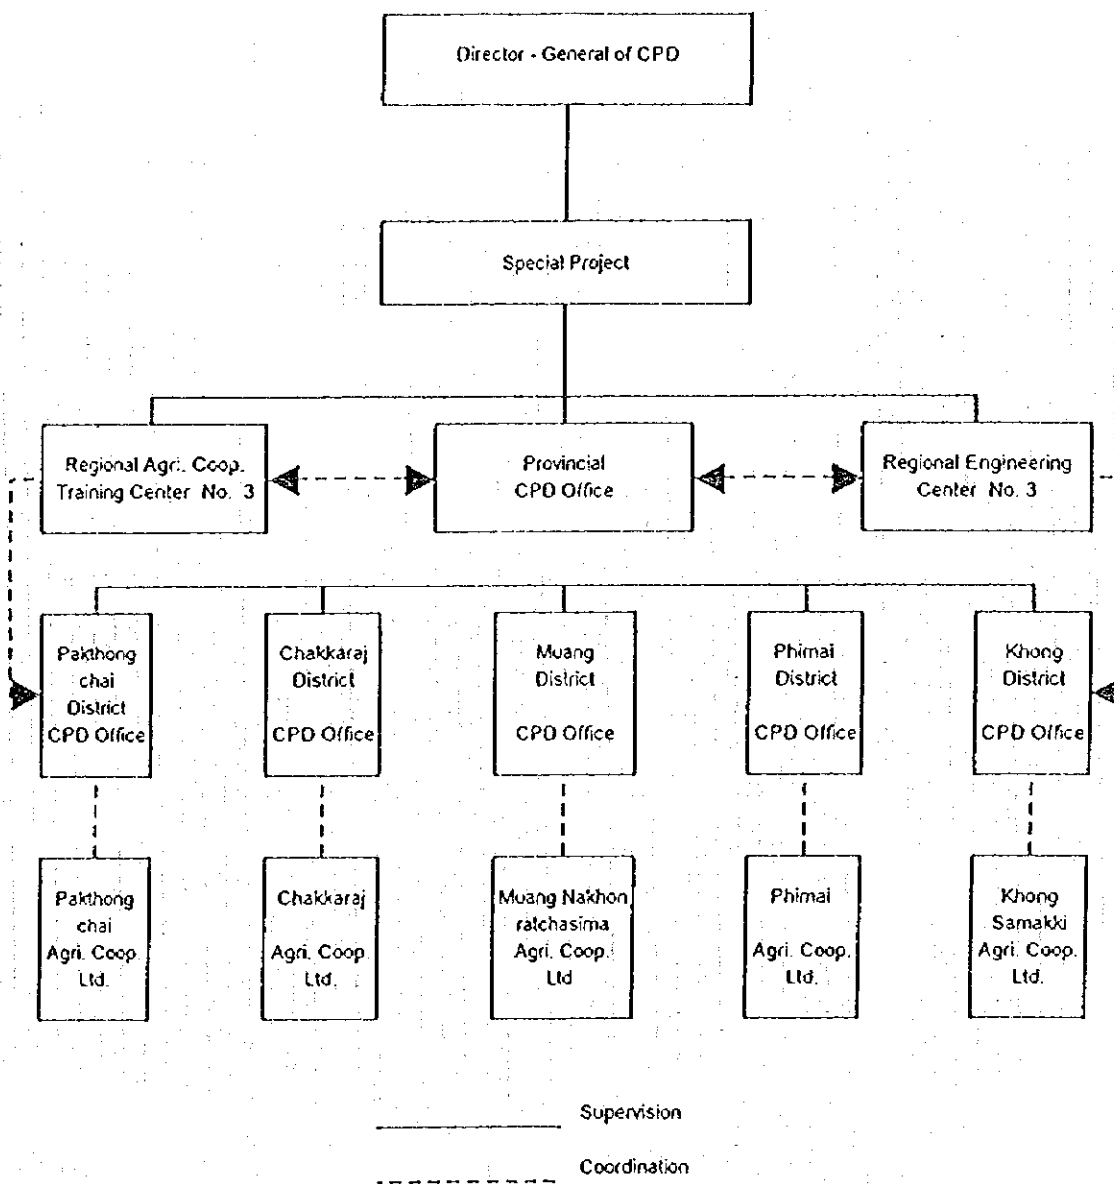 Director - General of CPD
Special Project
Regional Agri. Coop.
Training Center No. 3
Provincial
CPD Office
Regional Engineering
Center No. 3
Pakthong
chai
District
CPD Office
Chakkaraj
District
CPD Office
Muang
District
CPD Office
Phimai
District
CPD Office
Khong
District
CPD Office
Pakthong
chai
Agri. Coop.
Ltd.
Chakkaraj
Agri. Coop.
Ltd.
Muang Nakhon
ratchasima
Agri. Coop.
Ltd
Phimai
Agri. Coop.
Ltd.
Khong
Samakki
Agri. Coop.
Ltd.
Supervision
Coordination